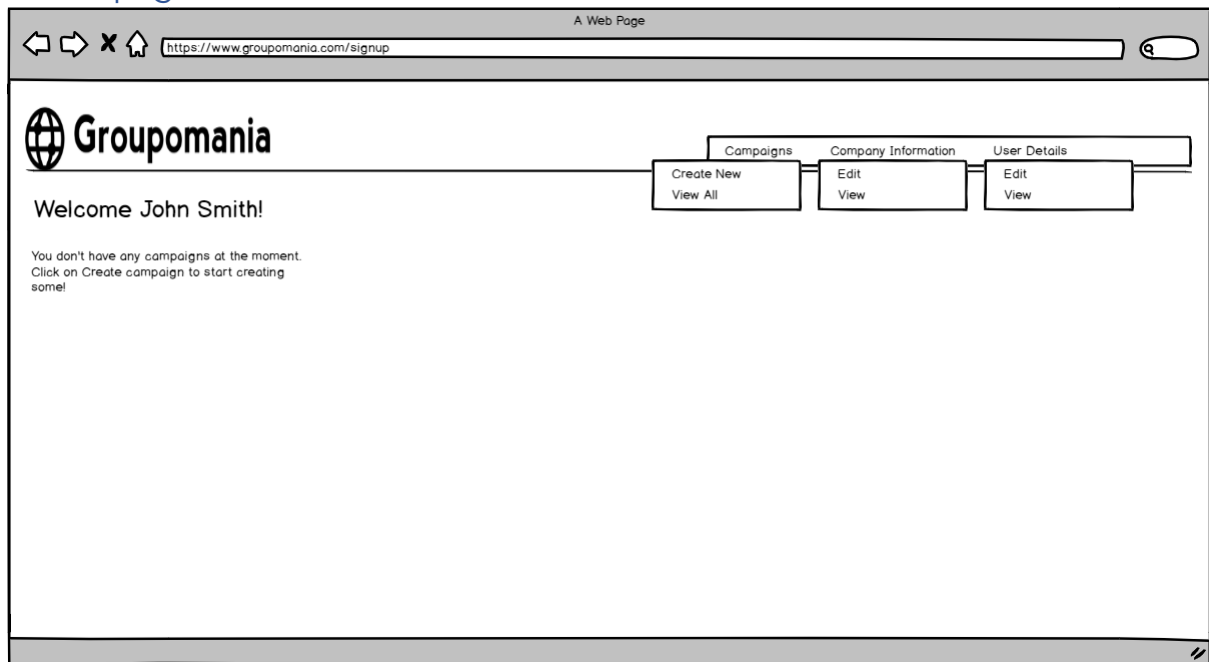 A Web Page
https://www.groupomania.com/signup
Groupomania
Campaigns Company Information User Details
Create New Edit Edit
View All View View
Welcome John Smith!
You don't have any campaigns at the moment.
Click on Create campaign to start creating
some!